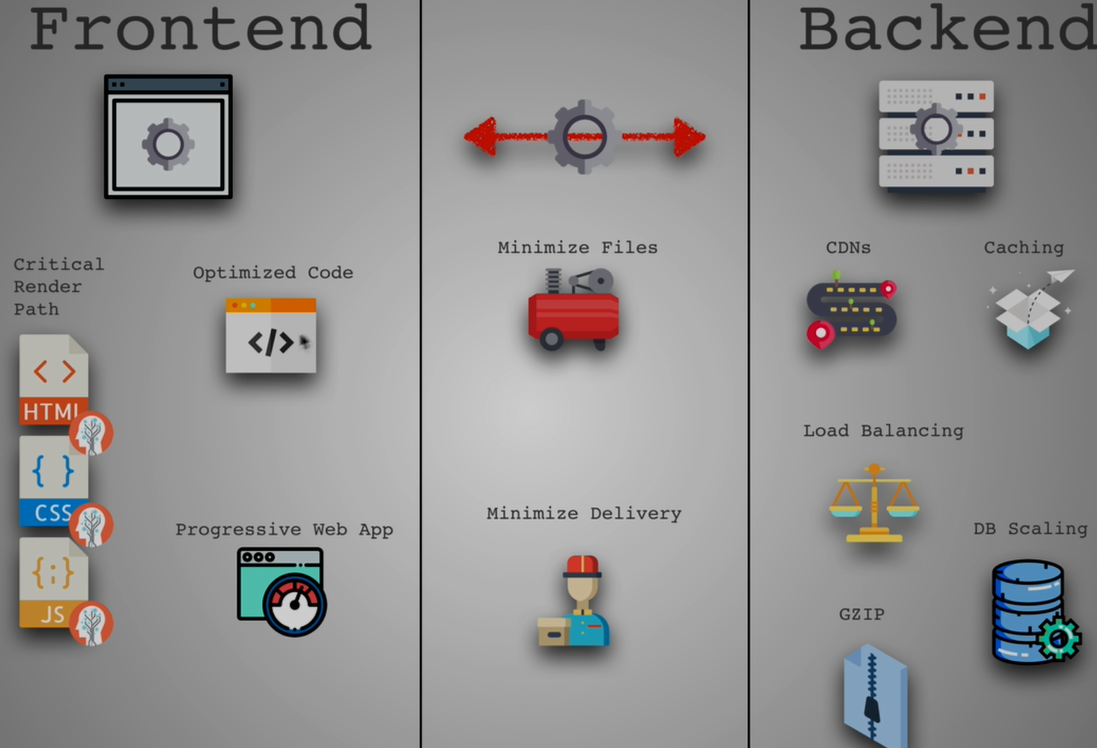 Frontend
Backend
Critical
Render
Path
Optimized Code
</>
< >
HTML
{ }
CSS
{;}
JS
Progressive Web App
Minimize Files
Minimize Delivery
CDNs
Caching
Load Balancing
DB Scaling
GZIP